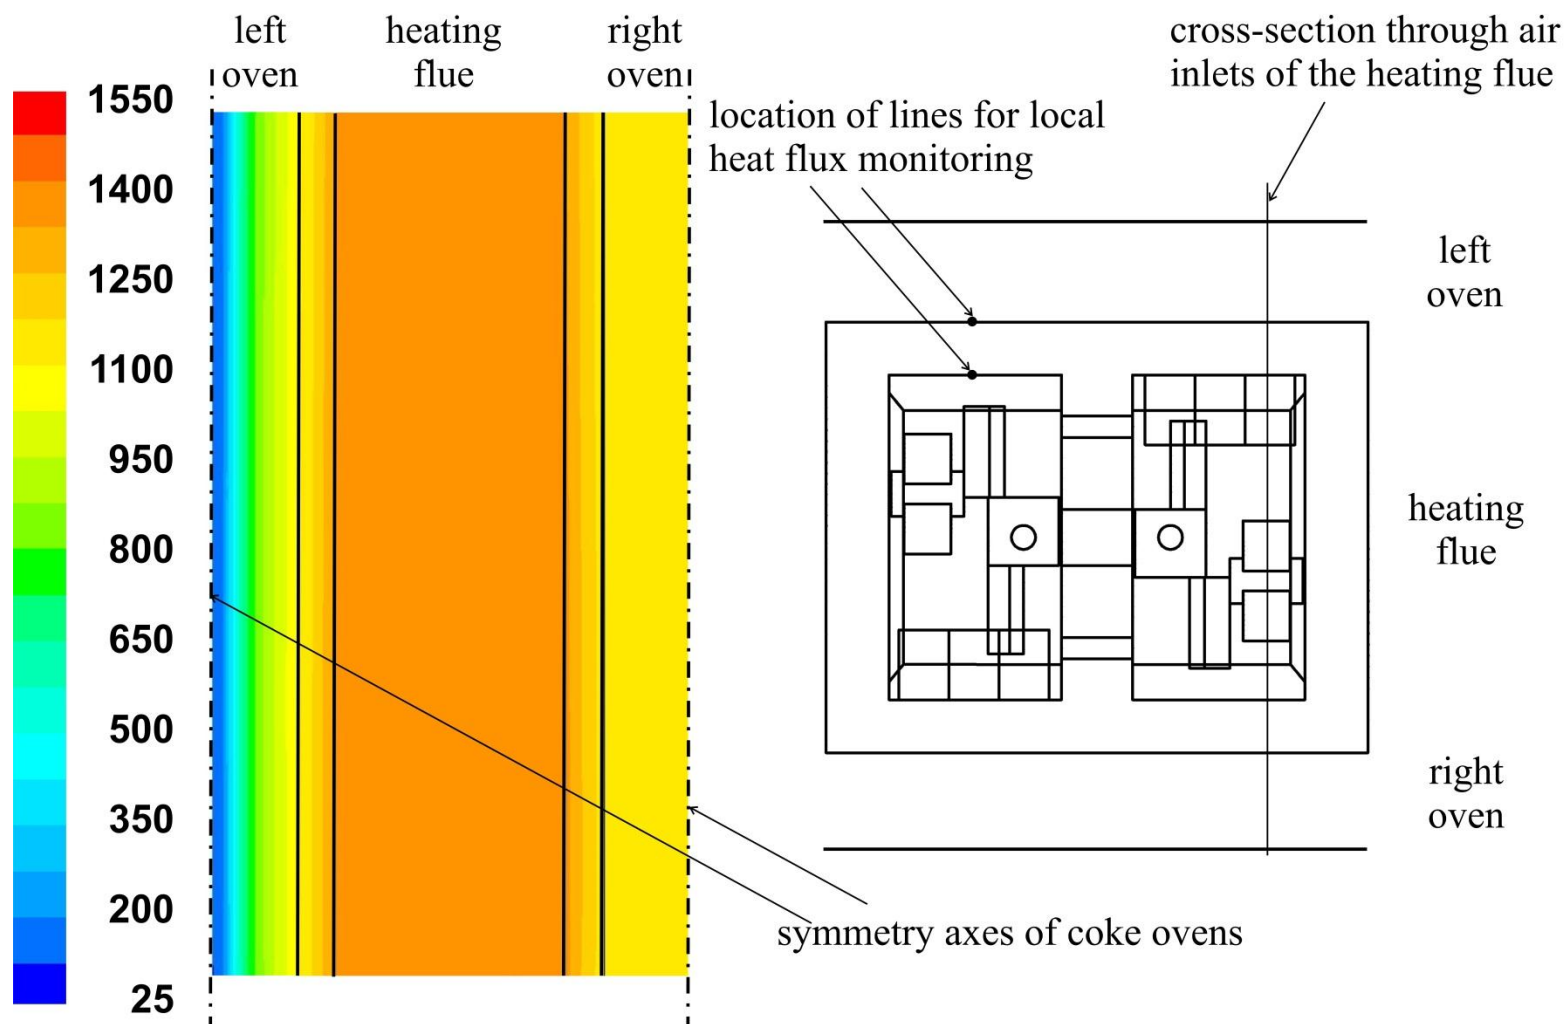 left
oven
heating
flue
right
oven
1550
1400
1250
1100
950
800
650
500
350
200
25
location of lines for local
heat flux monitoring
cross-section through air
inlets of the heating flue
left
oven
heating
flue
right
oven
symmetry axes of coke ovens